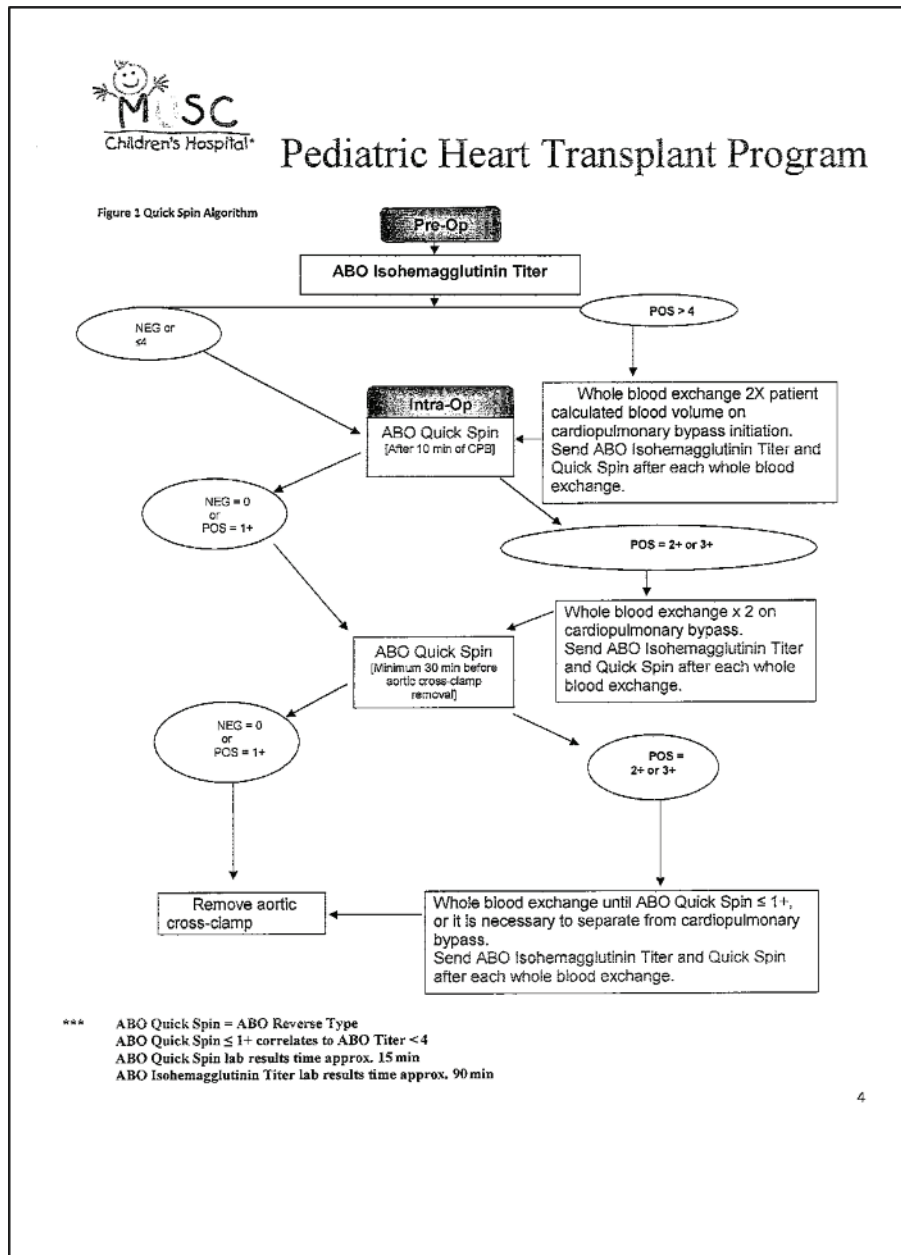 MUSC
Children's Hospital*
Pediatric Heart Transplant Program
Figure 1 Quick Spin Algorithm
Pre-Op
ABO Isohemagglutinin Titer
NEG or
≤4
POS > 4
Whole blood exchange 2X patient
calculated blood volume on
cardiopulmonary bypass initiation.
Send ABO Isohemagglutinin Titer and
Quick Spin after each whole blood
exchange.
Intra-Op
ABO Quick Spin
[After 10 min of CPB]
NEG = 0
or
POS = 1+
POS = 2+ or 3+
Whole blood exchange x 2 on
cardiopulmonary bypass.
Send ABO Isohemagglutinin Titer
and Quick Spin after each whole
blood exchange.
ABO Quick Spin
[Minimum 30 min before
aortic cross-clamp
removal]
NEG = 0
or
POS = 1+
POS =
2+ or 3+
Remove aortic
cross-clamp
Whole blood exchange until ABO Quick Spin ≤ 1+,
or it is necessary to separate from cardiopulmonary
bypass.
Send ABO Isohemagglutinin Titer and Quick Spin
after each whole blood exchange.
*** ABO Quick Spin = ABO Reverse Type
ABO Quick Spin ≤ 1+ correlates to ABO Titer < 4
ABO Quick Spin lab results time approx. 15 min
ABO Isohemagglutinin Titer lab results time approx. 90 min
4